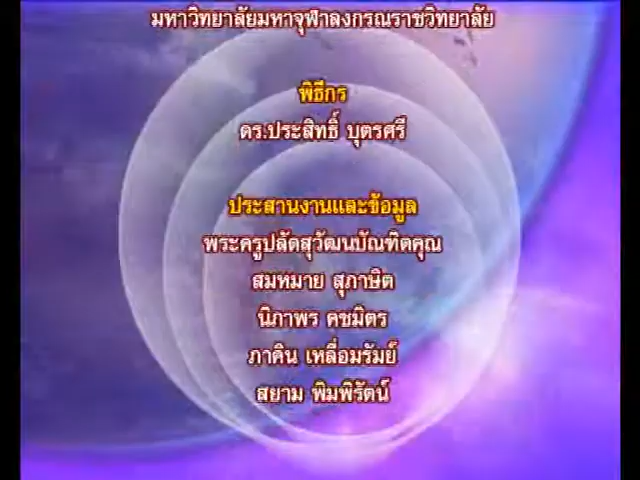 มหาวิทยาลัยมหาจุฬาลงกรณราชวิทยาลัย
พิธีกร
ดร.ประสิทธิ์ บุตรศรี
ประสานงานและข้อมูล
พระครูปลัดสุวัฒนบัณฑิตคุณ
สมหมาย สุภาษิต
นิภาพร คชมิตร
ภาคิน เหลื่อมรัมย์
สยาม พิมพิรัตน์